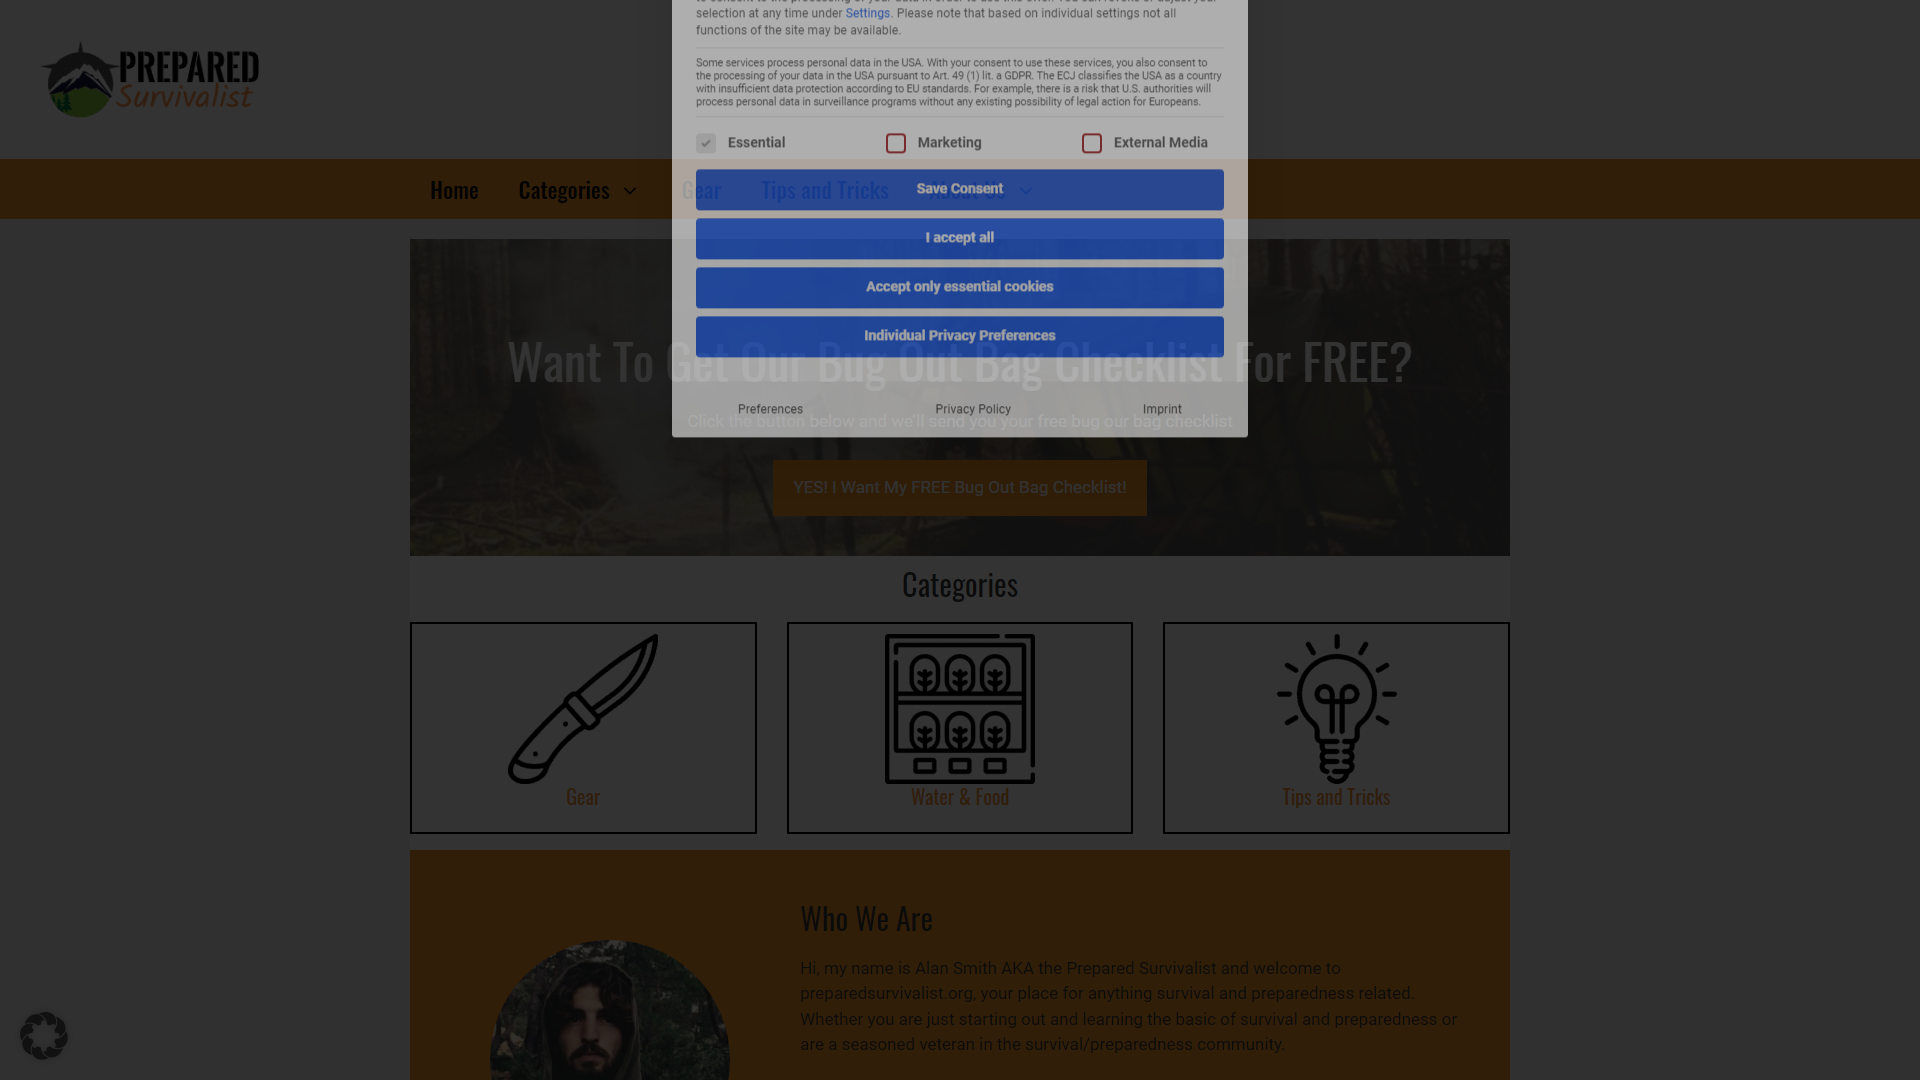 selection at any time under Settings. Please note that based on individual settings not all
functions of the site may be available.
Some services process personal data in the USA. With your consent to use these services, you also consent to
the processing of your data in the USA pursuant to Art. 49 (1) lit. a GDPR. The ECJ classifies the USA as a country
with insufficient data protection according to EU standards. For example, there is a risk that U.S. authorities will
process personal data in surveillance programs without any existing possibility of legal action for Europeans.
PREPARED
Survivalist
Essential
Marketing
External Media
Home
Categories
Gear
Tips and Tricks
About Us
Save Consent
I accept all
Accept only essential cookies
Individual Privacy Preferences
Want To Get Our Bug Out Bag Checklist For FREE?
Preferences
Privacy Policy
Imprint
Click the button below and we'll send you your free bug our bag checklist
YES! I Want My FREE Bug Out Bag Checklist!
Categories
Gear
Water & Food
Tips and Tricks
Who We Are
Hi, my name is Alan Smith AKA the Prepared Survivalist and welcome to
preparedsurvivalist.org, your place for anything survival and preparedness related.
Whether you are just starting out and learning the basic of survival and preparedness or
are a seasoned veteran in the survival/preparedness community.